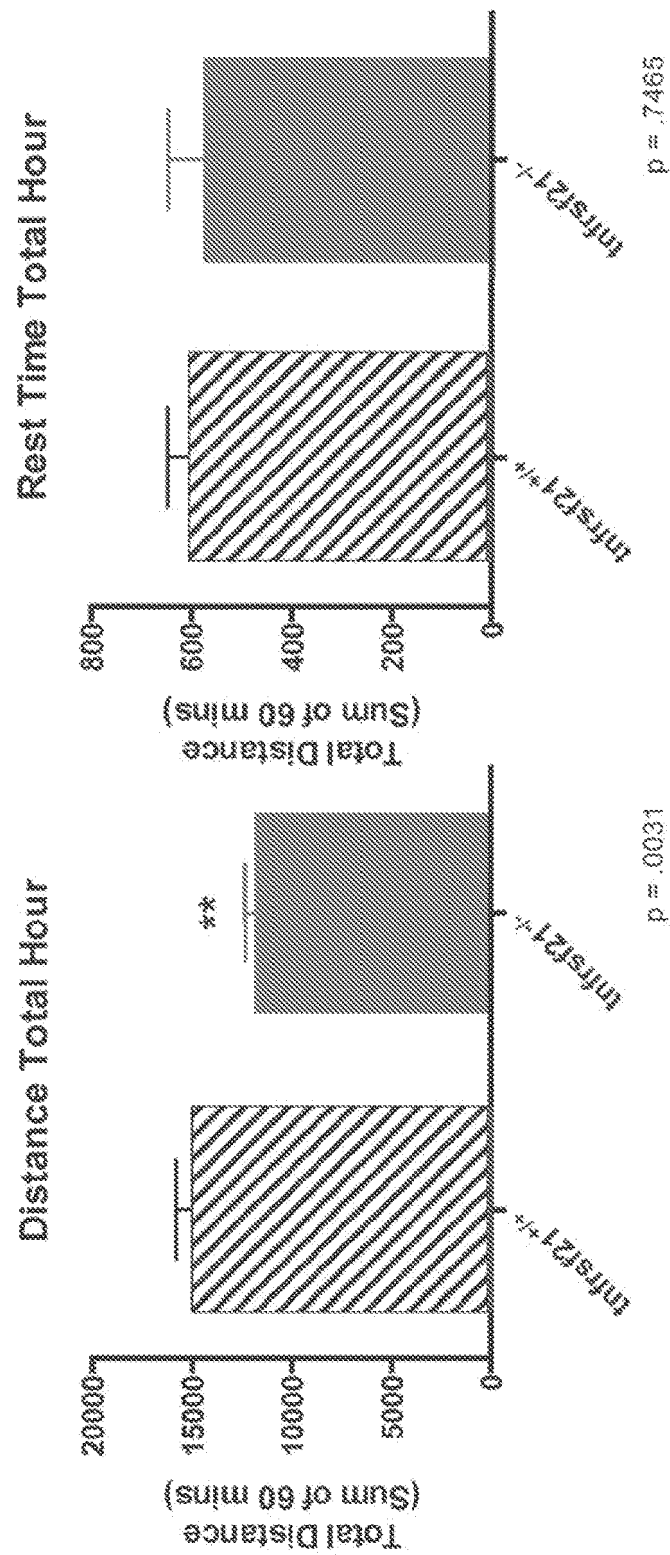 Distance Total Hour
Total Distance
(Sum of 60 mins)
20000
15000
10000
5000
0
**
tnfrsf21+/+
tnfrsf21-/-
p = .0031
Rest Time Total Hour
Total Distance
(Sum of 60 mins)
800
600
400
200
0
tnfrsf21+/+
tnfrsf21-/-
p = .7465